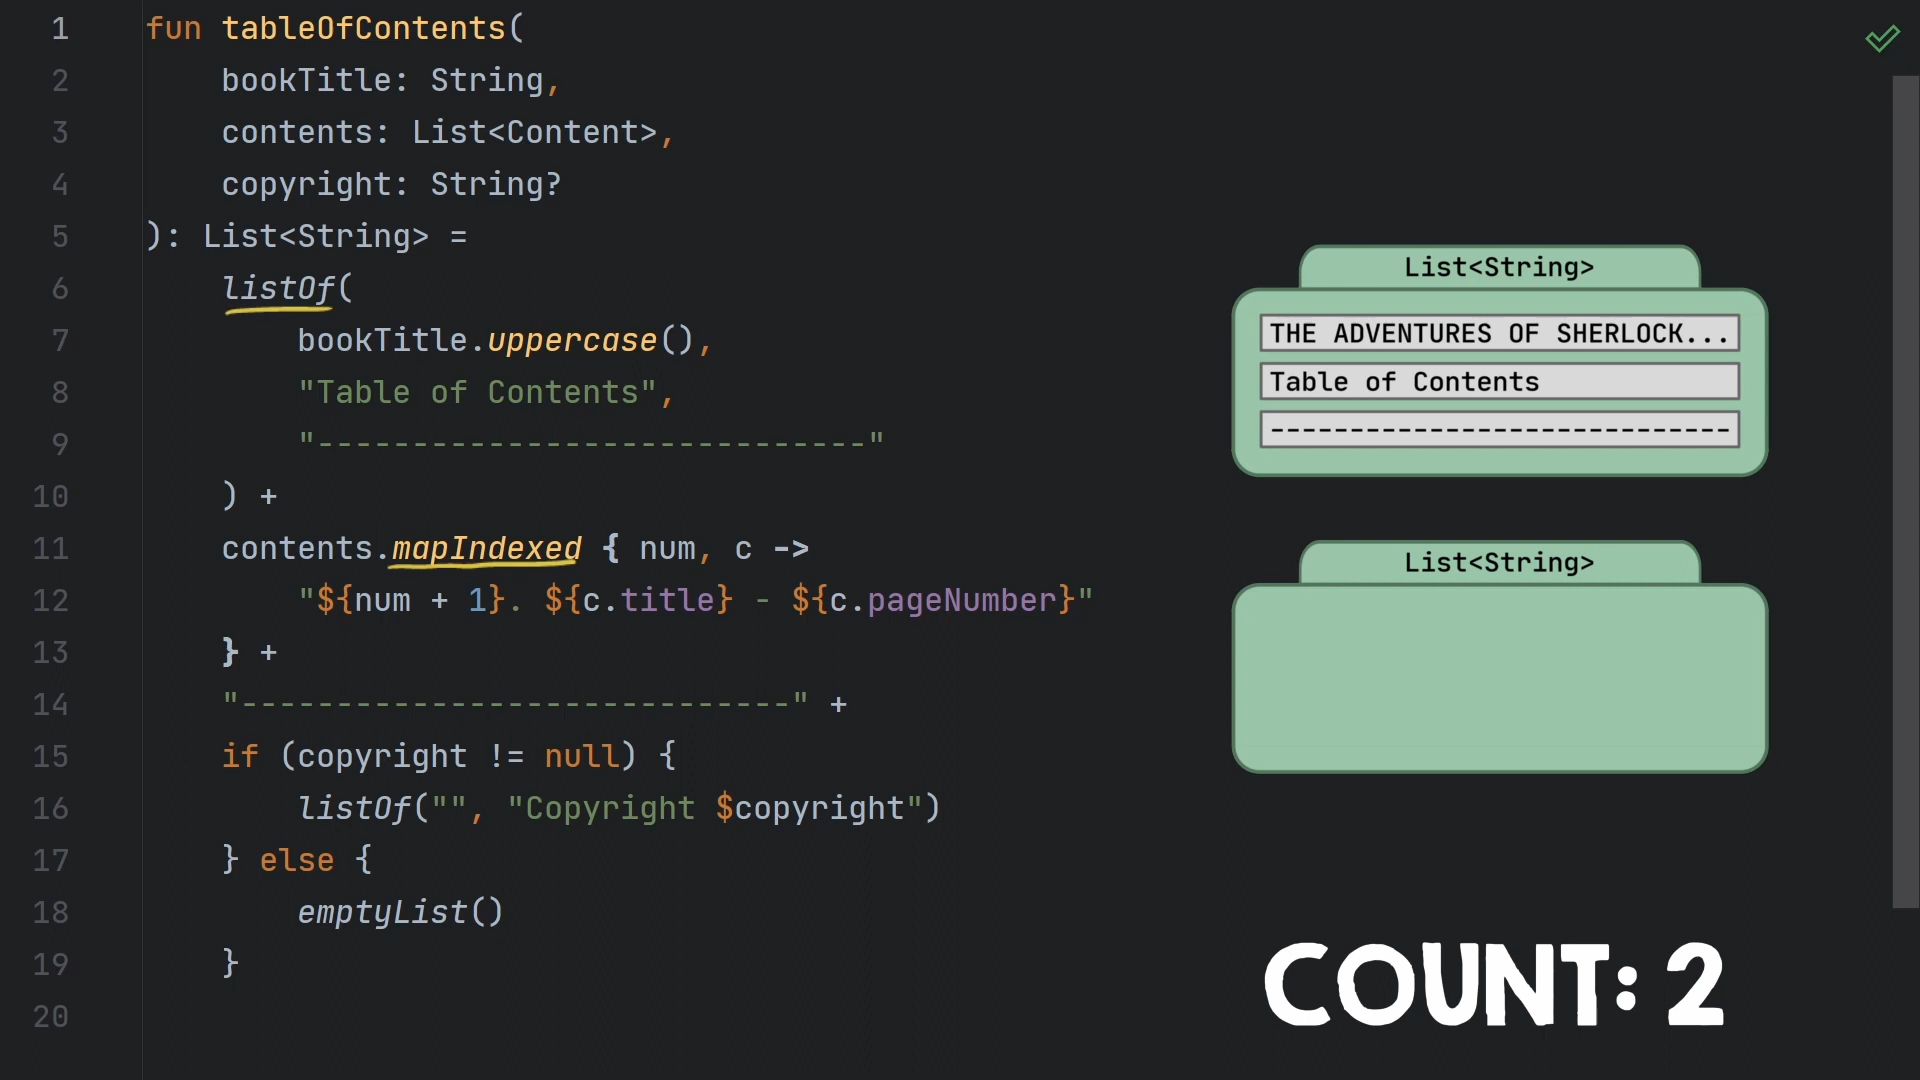 1 fun tableOfContents(
2 bookTitle: String,
3 contents: List<Content>,
4 copyright: String?
5 ): List<String> =
6 listOf(
7 bookTitle.uppercase(),
8 "Table of Contents",
9 "-----------------------------"
10 ) +
11 contents.mapIndexed { num, c ->
12 "${num + 1}. ${c.title} - ${c.pageNumber}"
13 } +
14 "-----------------------------" +
15 if (copyright != null) {
16 listOf("", "Copyright $copyright")
17 } else {
18 emptyList()
19 }
20
List<String>
THE ADVENTURES OF SHERLOCK...
Table of Contents
-----------------------------
List<String>
COUNT: 2